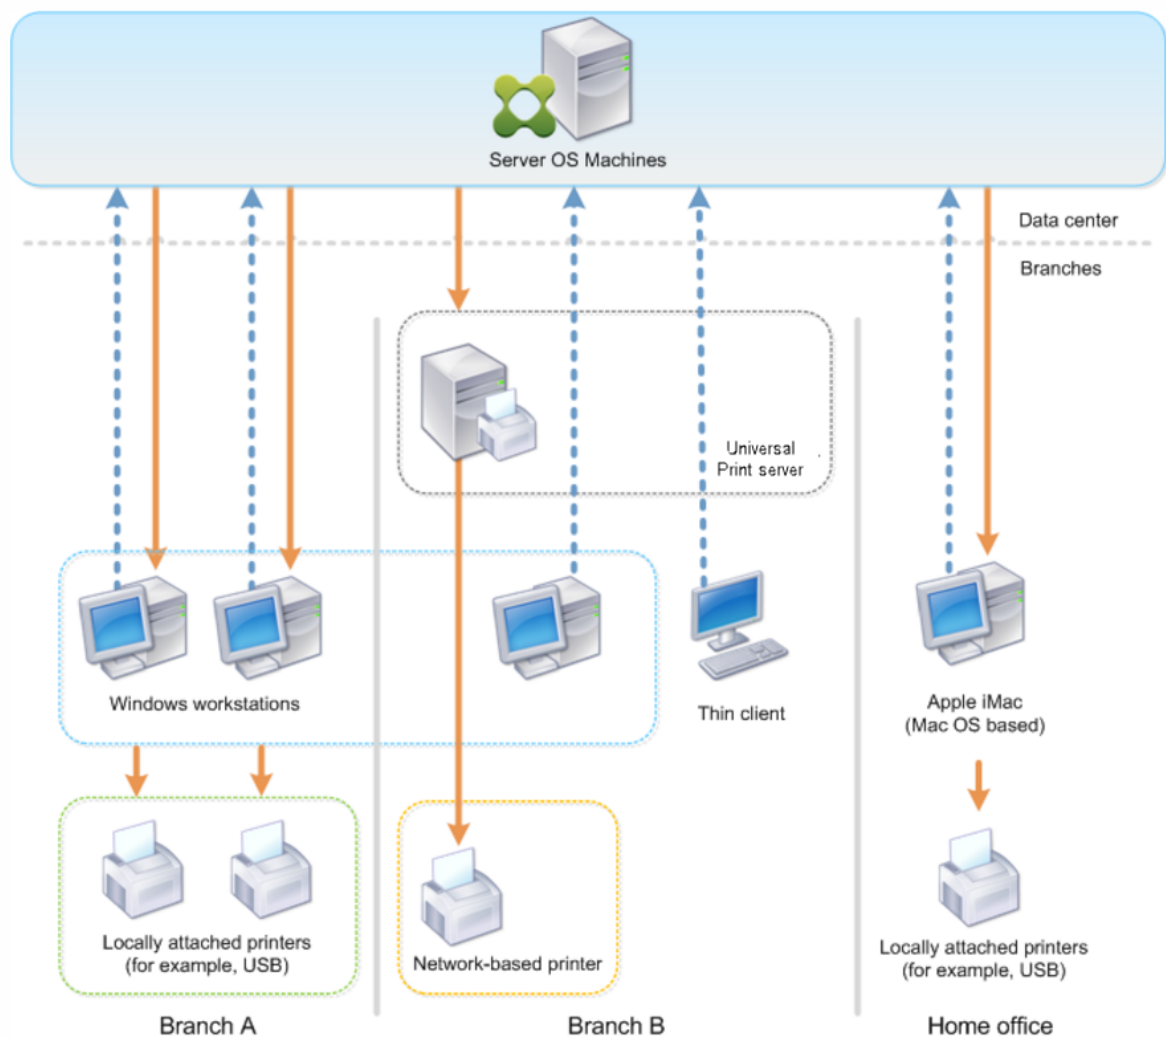 Server OS Machines
Data center
Branches
Universal
Print server
Windows workstations
Thin client
Apple iMac
(Mac OS based)
Locally attached printers
(for example, USB)
Network-based printer
Locally attached printers
(for example, USB)
Branch A
Branch B
Home office